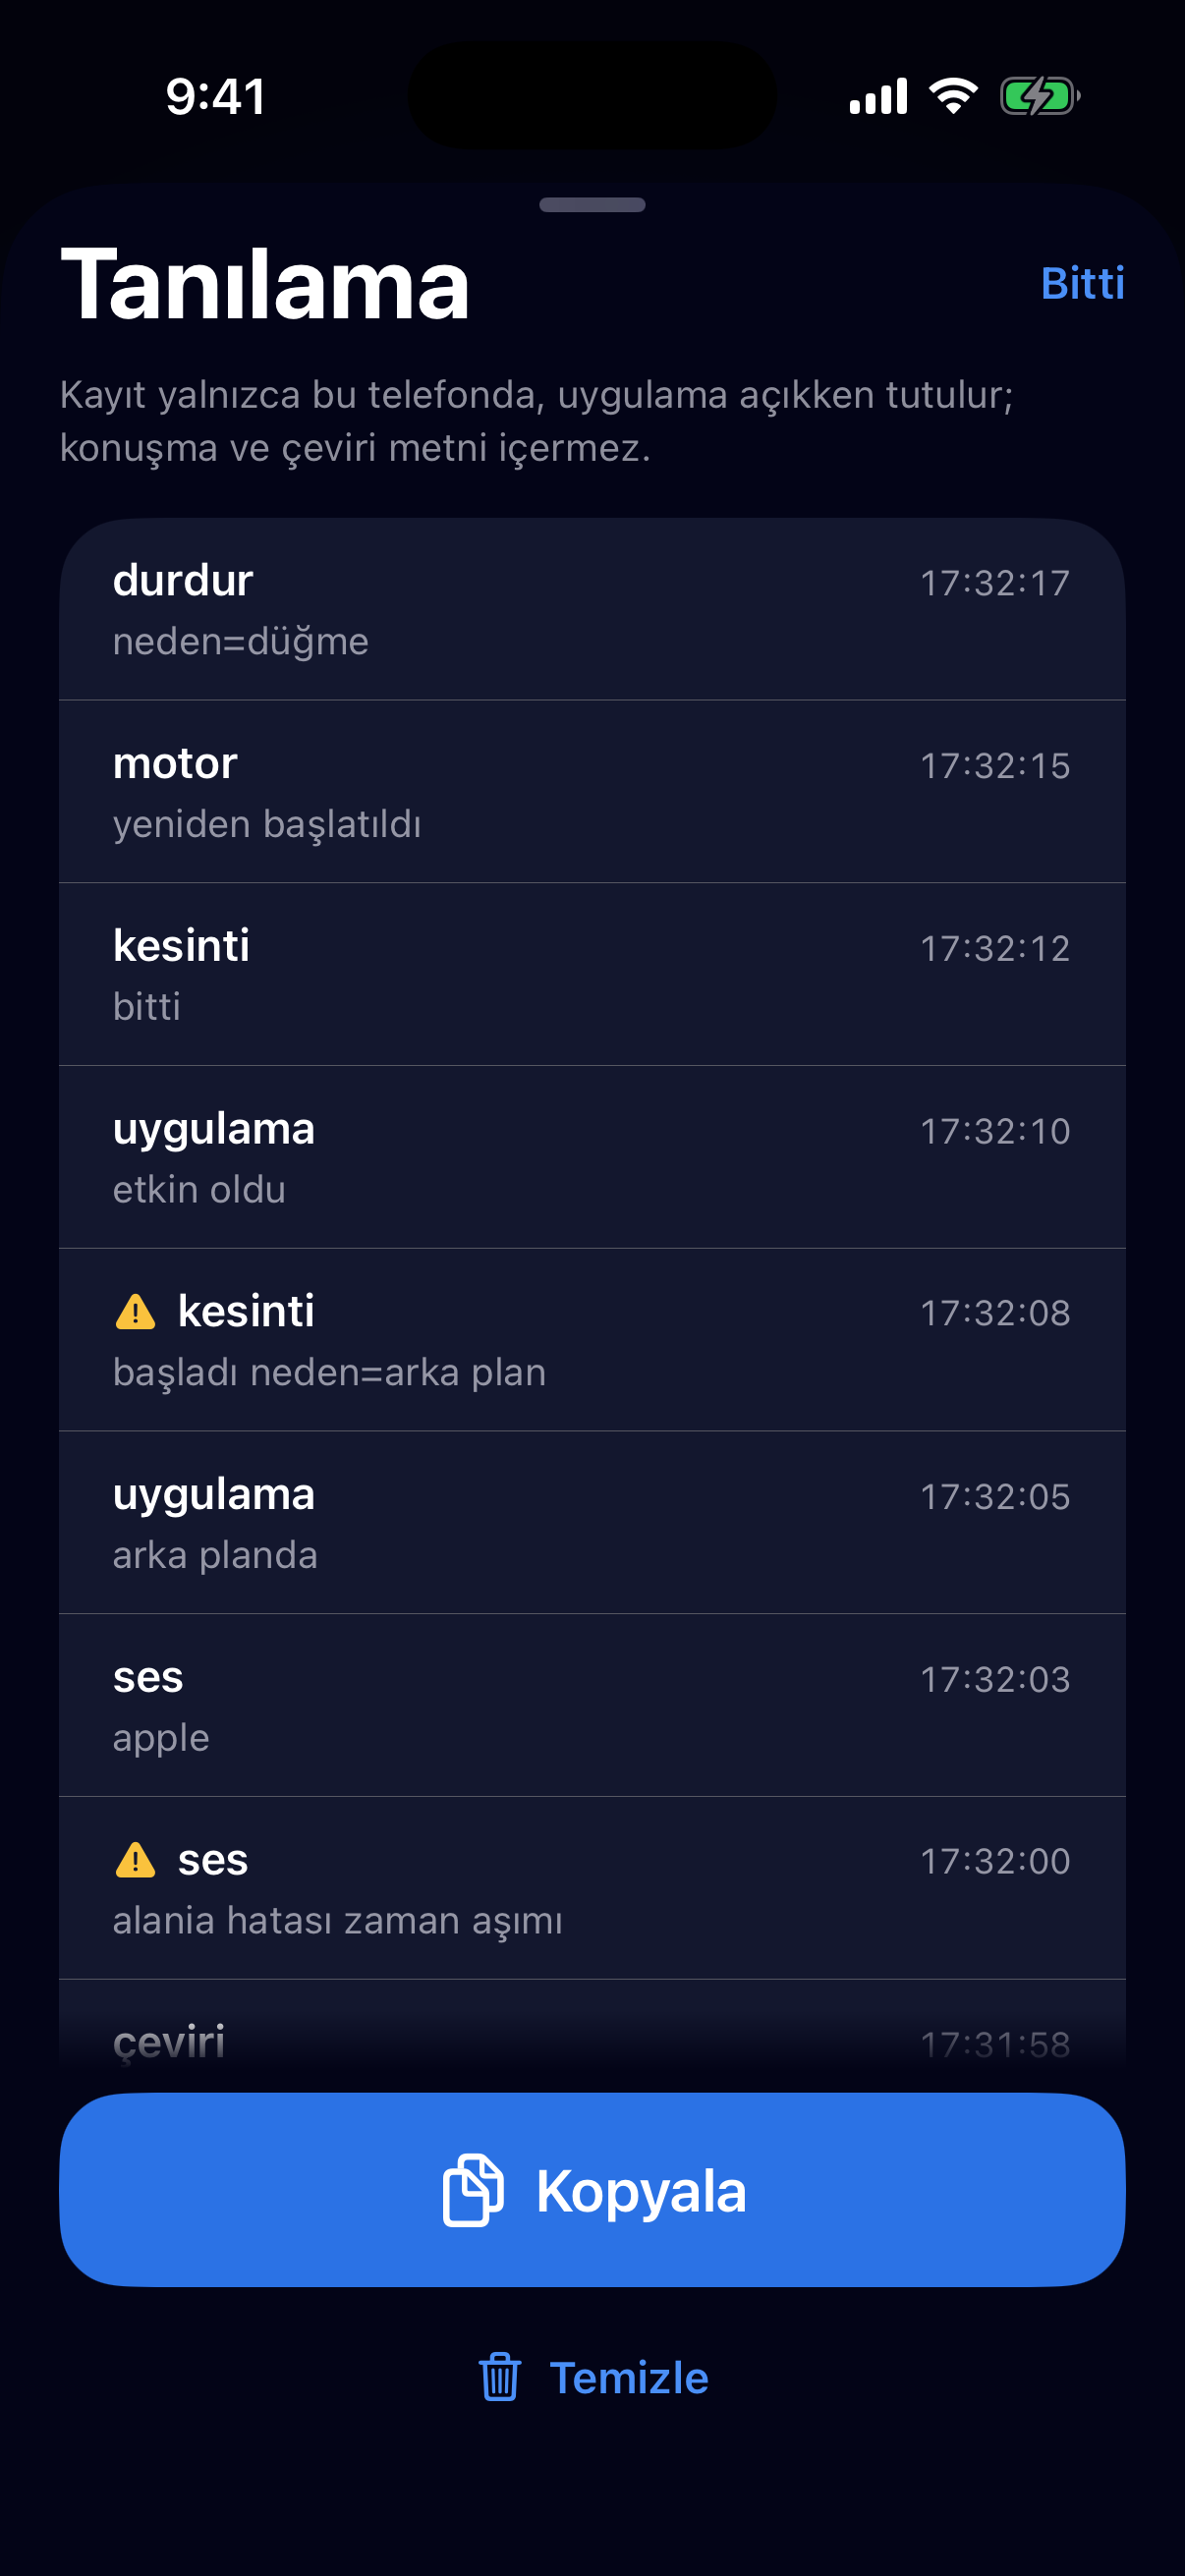 9:41
Tanılama
Bitti
Kayıt yalnızca bu telefonda, uygulama açıkken tutulur;
konuşma ve çeviri metni içermez.
durdur
17:32:17
neden=düğme
motor
17:32:15
yeniden başlatıldı
kesinti
17:32:12
bitti
uygulama
17:32:10
etkin oldu
kesinti
17:32:08
başladı neden=arka plan
uygulama
17:32:05
arka planda
ses
17:32:03
apple
ses
17:32:00
alania hatası zaman aşımı
çeviri
17:31:58
Kopyala
Temizle